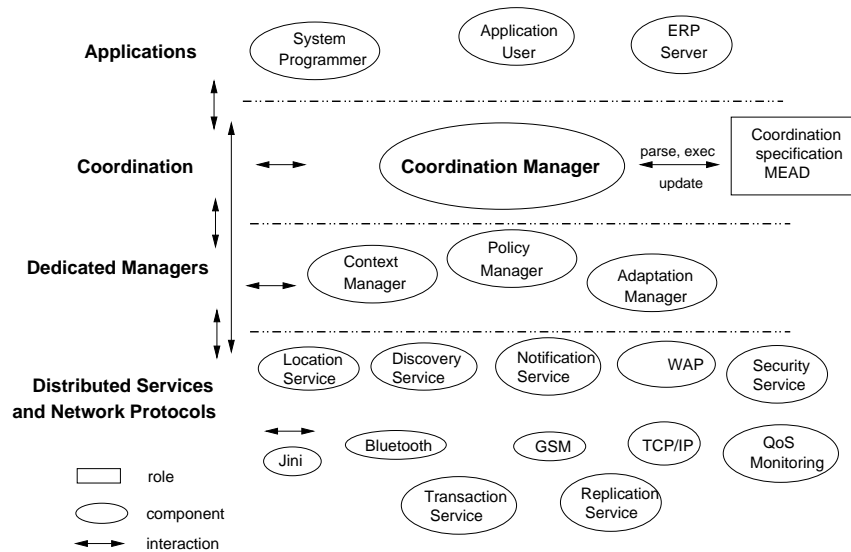 Applications
System
Programmer
Application
User
ERP
Server
Coordination
Coordination Manager
parse, exec
update
Coordination
specification
MEAD
Dedicated Managers
Context
Manager
Policy
Manager
Adaptation
Manager
Distributed Services
and Network Protocols
Location
Service
Discovery
Service
Notification
Service
WAP
Security
Service
Jini
Bluetooth
GSM
TCP/IP
QoS
Monitoring
Transaction
Service
Replication
Service
role
component
interaction